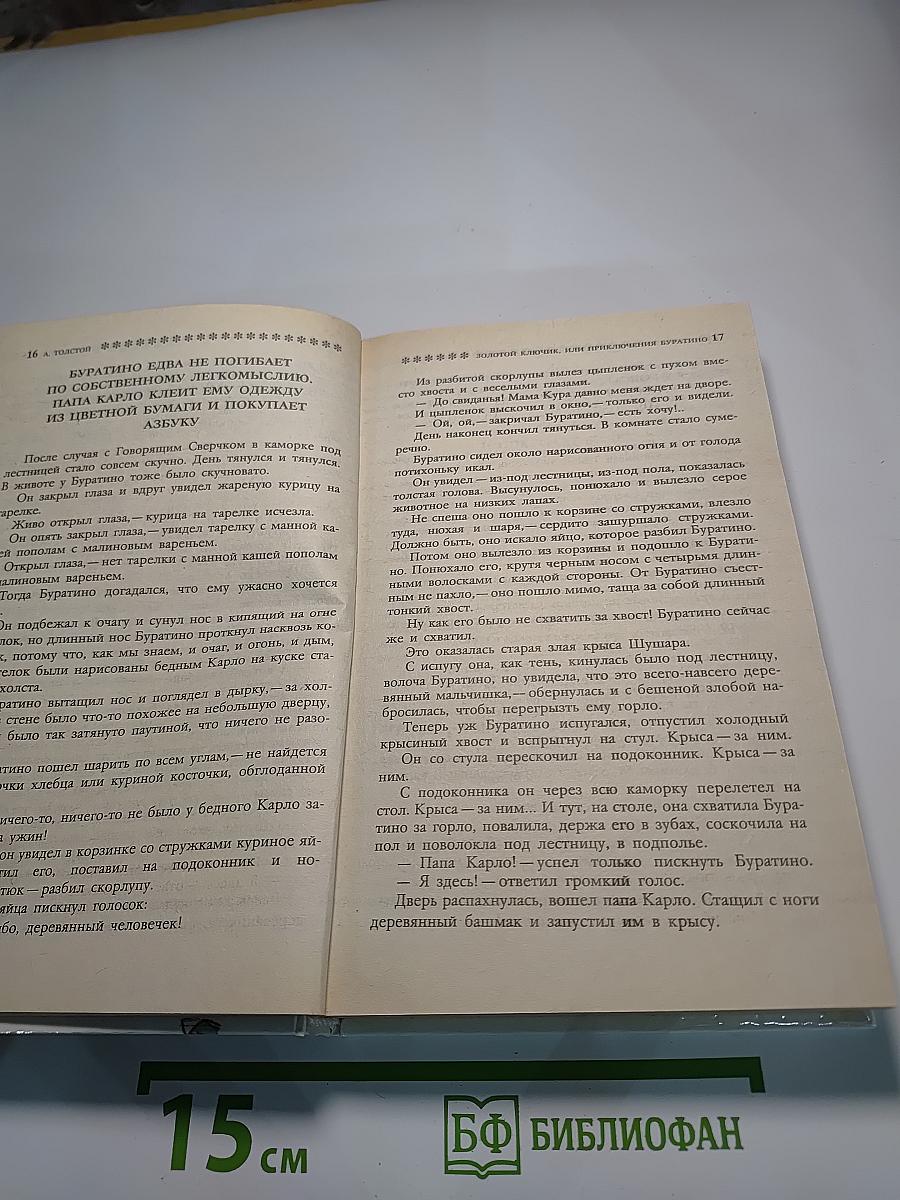 16 А. ТОЛСТОЙ
БУРАТИНО ЕДВА НЕ ПОГИБАЕТ
ПО СОБСТВЕННОМУ ЛЕГКОМЫСЛИЮ.
ПАПА КАРЛО КЛЕИТ ЕМУ ОДЕЖДУ
ИЗ ЦВЕТНОЙ БУМАГИ И ПОКУПАЕТ
АЗБУКУ
После случая с Говорящим Сверчком в каморке под
лестницей стало совсем скучно. День тянулся и тянулся.
В животе у Буратино тоже было скучновато.
Он закрыл глаза и вдруг увидел жареную курицу на
тарелке.
Живо открыл глаза,— курица на тарелке исчезла.
Он опять закрыл глаза,— увидел тарелку с манной ка-
ей пополам с малиновым вареньем.
Открыл глаза,— нет тарелки с манной кашей пополам
малиновым вареньем.
Тогда Буратино догадался, что ему ужасно хочется
Он подбежал к очагу и сунул нос в кипящий на огне
лок, но длинный нос Буратино проткнул насквозь ко-
к, потому что, как мы знаем, и очаг, и огонь, и дым,
телок были нарисованы бедным Карло на куске ста-
холста.
ратино вытащил нос и поглядел в дырку,— за хол-
стене было что-то похожее на небольшую дверцу,
было так затянуто паутиной, что ничего не разо-
тино пошел шарить по всем углам,— не найдется
очки хлебца или куриной косточки, обглоданной
ичего-то, ничего-то не было у бедного Карло за-
ужин!
он увидел в корзинке со стружками куриное яй-
тил его, поставил на подоконник и но-
тюк — разбил скорлупу.
яйца пискнул голосок:
бо, деревянный человечек!
ЗОЛОТОЙ КЛЮЧИК, ИЛИ ПРИКЛЮЧЕНИЯ БУРАТИНО 17
Из разбитой скорлупы вылез цыпленок с пухом вме-
сто хвоста и с веселыми глазами.
— До свиданья! Мама Кура давно меня ждет на дворе.
И цыпленок выскочил в окно,— только его и видели.
— Ой, ой,— закричал Буратино,— есть хочу!..
День наконец кончил тянуться. В комнате стало суме-
речно.
Буратино сидел около нарисованного огня и от голода
потихоньку икал.
Он увидел — из-под лестницы, из-под пола, показалась
толстая голова. Высунулось, понюхало и вылезло серое
животное на низких лапах.
Не спеша оно пошло к корзине со стружками, влезло
туда, нюхая и шаря,— сердито зашуршало стружками.
Должно быть, оно искало яйцо, которое разбил Буратино.
Потом оно вылезло из корзины и подошло к Бурати-
но. Понюхало его, крутя черным носом с четырьмя длин-
ными волосками с каждой стороны. От Буратино съест-
ным не пахло,— оно пошло мимо, таща за собой длинный
тонкий хвост.
Ну как его было не схватить за хвост! Буратино сейчас
же и схватил.
Это оказалась старая злая крыса Шушара.
С испугу она, как тень, кинулась было под лестницу,
волоча Буратино, но увидела, что это всего-навсего дере-
вянный мальчишка,— обернулась и с бешеной злобой на-
бросилась, чтобы перегрызть ему горло.
Теперь уж Буратино испугался, отпустил холодный
крысиный хвост и вспрыгнул на стул. Крыса — за ним.
Он со стула перескочил на подоконник. Крыса — за
ним.
С подоконника он через всю каморку перелетел на
стол. Крыса — за ним... И тут, на столе, она схватила Бура-
тино за горло, повалила, держа его в зубах, соскочила на
пол и поволокла под лестницу, в подполье.
— Папа Карло! — успел только пискнуть Буратино.
— Я здесь! — ответил громкий голос.
Дверь распахнулась, вошел папа Карло. Стащил с ноги
деревянный башмак и запустил им в крысу.
15 см
БФ БИБЛИОФАН